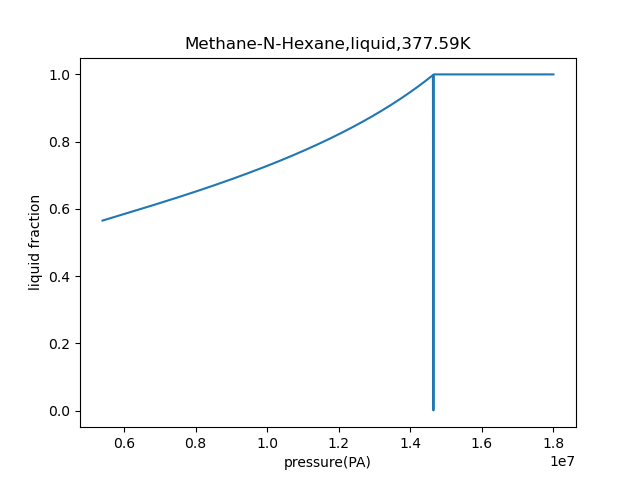 Methane-N-Hexane,liquid,377.59K
1.0
0.8
0.6
0.4
0.2
0.0
liquid fraction
0.6 0.8 1.0 1.2 1.4 1.6 1.8
1e7
pressure(PA)